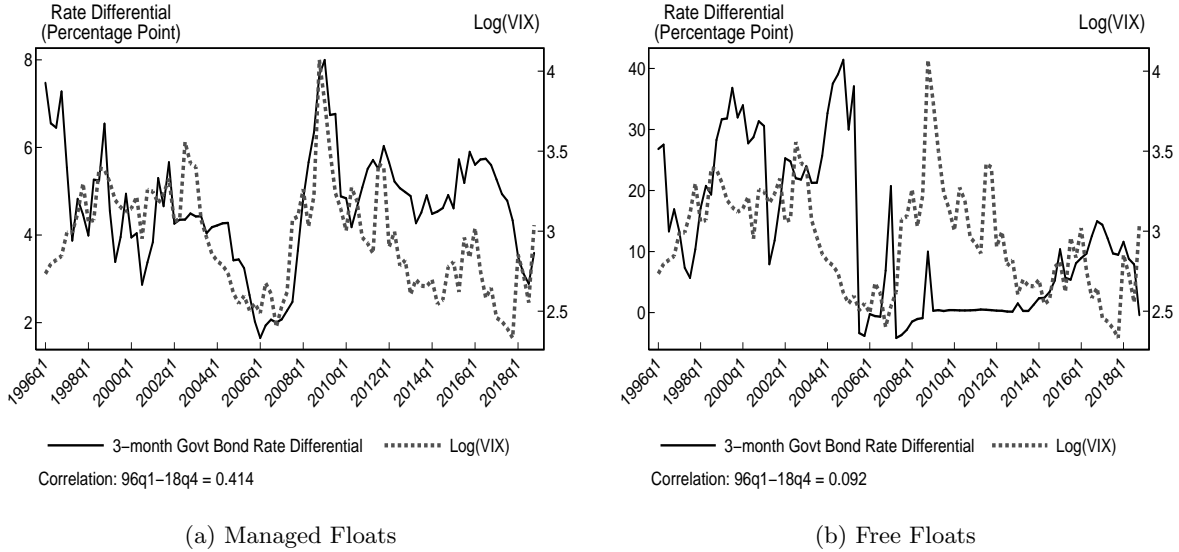 Rate Differential
(Percentage Point)
Log(VIX)
8
6
4
2
4
3.5
3
2.5
1996q1
1998q1
2000q1
2002q1
2004q1
2006q1
2008q1
2010q1
2012q1
2014q1
2016q1
2018q1
3−month Govt Bond Rate Differential
Log(VIX)
Correlation: 96q1−18q4 = 0.414
(a) Managed Floats
Rate Differential
(Percentage Point)
Log(VIX)
40
30
20
10
0
4
3.5
3
2.5
1996q1
1998q1
2000q1
2002q1
2004q1
2006q1
2008q1
2010q1
2012q1
2014q1
2016q1
2018q1
3−month Govt Bond Rate Differential
Log(VIX)
Correlation: 96q1−18q4 = 0.092
(b) Free Floats